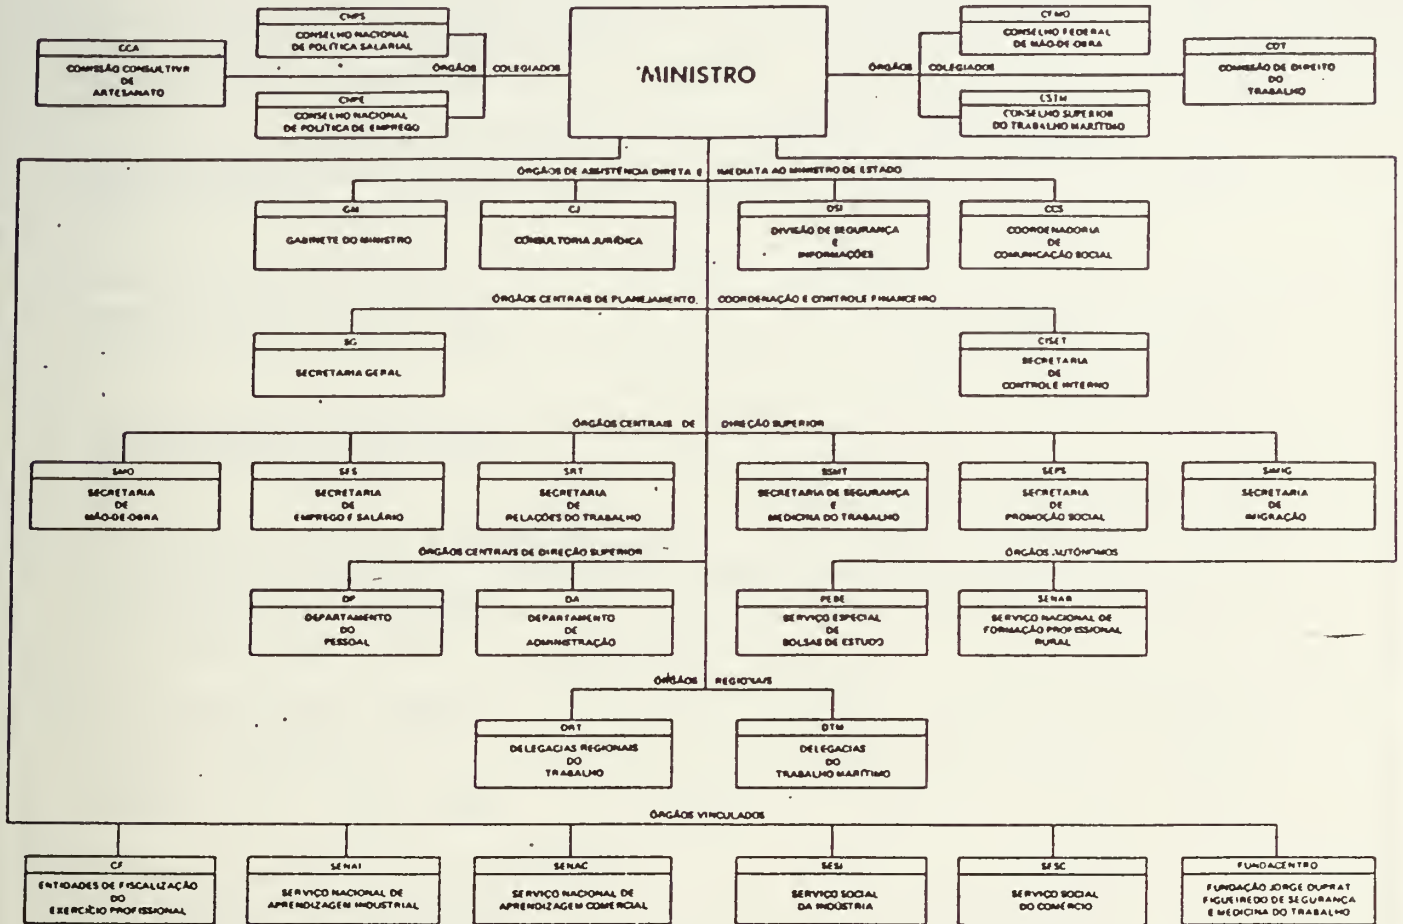 CNPS
CONSELHO NACIONAL
DE POLÍTICA SALARIAL
CFMO
CONSELHO FEDERAL
DE MÃO-DE-OBRA
CCA
COMISSÃO CONSULTIVA
DE
ARTESANATO
ÓRGÃOS COLEGIADOS
MINISTRO
ÓRGÃOS COLEGIADOS
CDT
COMISSÃO DE DIREITO
DO
TRABALHO
CNPE
CONSELHO NACIONAL
DE POLÍTICA DE EMPREGO
CSTM
CONSELHO SUPERIOR
DO TRABALHO MARÍTIMO
ÓRGÃOS DE ASSISTÊNCIA DIRETA E IMEDIATA AO MINISTRO DE ESTADO
GM
GABINETE DO MINISTRO
CJ
CONSULTORIA JURÍDICA
DSI
DIVISÃO DE SEGURANÇA
E
INFORMAÇÕES
CCS
COORDENADORIA
DE
COMUNICAÇÃO SOCIAL
ÓRGÃOS CENTRAIS DE PLANEJAMENTO, COORDENAÇÃO E CONTROLE FINANCEIRO
SG
SECRETARIA GERAL
CISET
SECRETARIA
DE
CONTROLE INTERNO
ÓRGÃOS CENTRAIS DE DIREÇÃO SUPERIOR
SMO
SECRETARIA
DE
MÃO-DE-OBRA
SES
SECRETARIA
DE
EMPREGO E SALÁRIO
SRT
SECRETARIA
DE
RELAÇÕES DO TRABALHO
SSMT
SECRETARIA DE SEGURANÇA
E
MEDICINA DO TRABALHO
SEPS
SECRETARIA
DE
PROMOÇÃO SOCIAL
SIMIG
SECRETARIA
DE
IMIGRAÇÃO
ÓRGÃOS CENTRAIS DE DIREÇÃO SUPERIOR
ÓRGÃOS AUTÔNOMOS
DP
DEPARTAMENTO
DO
PESSOAL
DA
DEPARTAMENTO
DE
ADMINISTRAÇÃO
PEBE
SERVIÇO ESPECIAL
DE
BOLSAS DE ESTUDO
SENAR
SERVIÇO NACIONAL DE
FORMAÇÃO PROFISSIONAL
RURAL
ÓRGÃOS REGIONAIS
DRT
DELEGACIAS REGIONAIS
DO
TRABALHO
DTM
DELEGACIAS
DO
TRABALHO MARÍTIMO
ÓRGÃOS VINCULADOS
CF
ENTIDADES DE FISCALIZAÇÃO
DO
EXERCÍCIO PROFISSIONAL
SENAI
SERVIÇO NACIONAL DE
APRENDIZAGEM INDUSTRIAL
SENAC
SERVIÇO NACIONAL DE
APRENDIZAGEM COMERCIAL
SESI
SERVIÇO SOCIAL
DA INDÚSTRIA
SESC
SERVIÇO SOCIAL
DO COMÉRCIO
FUNDACENTRO
FUNDAÇÃO JORGE DUPRAT
FIGUEIREDO DE SEGURANÇA
E MEDICINA DO TRABALHO